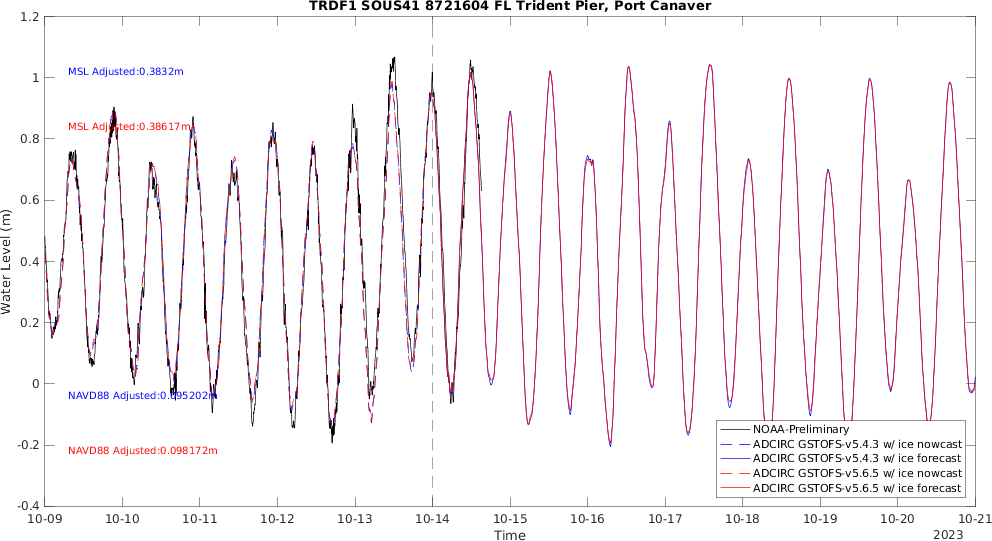 TRDF1 SOUS41 8721604 FL Trident Pier, Port Canaver
1.2
1
0.8
0.6
0.4
0.2
0
-0.2
-0.4
Water Level (m)
MSL Adjusted:0.3832m
MSL Adjusted:0.38617m
NAVD88 Adjusted:0.095202m
NAVD88 Adjusted:0.098172m
NOAA-Preliminary
ADCIRC GSTOFS-v5.4.3 w/ ice nowcast
ADCIRC GSTOFS-v5.4.3 w/ ice forecast
ADCIRC GSTOFS-v5.6.5 w/ ice nowcast
ADCIRC GSTOFS-v5.6.5 w/ ice forecast
10-09 10-10 10-11 10-12 10-13 10-14 10-15 10-16 10-17 10-18 10-19 10-20 10-21
Time
2023